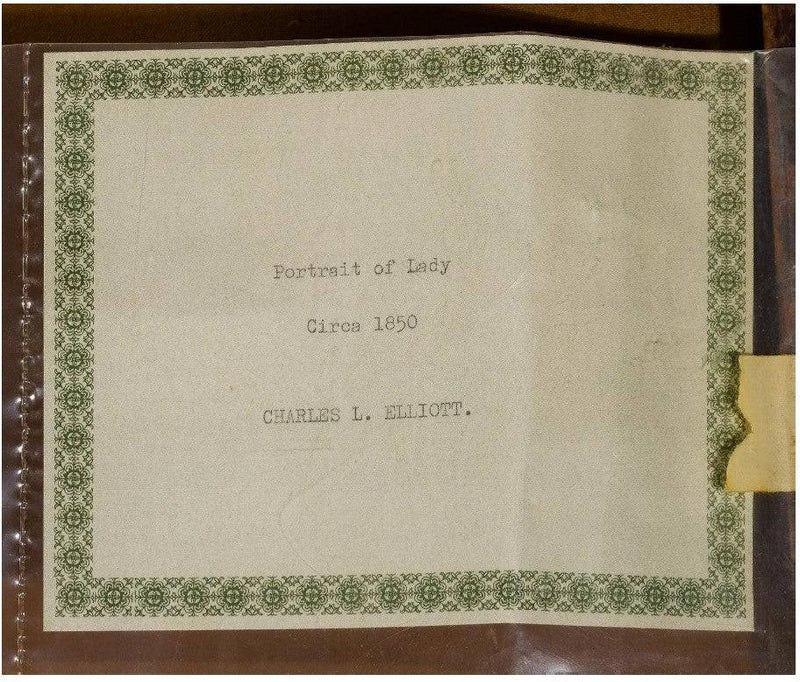 Portrait of Lady
Circa 1850
CHARLES L. ELLIOTT.